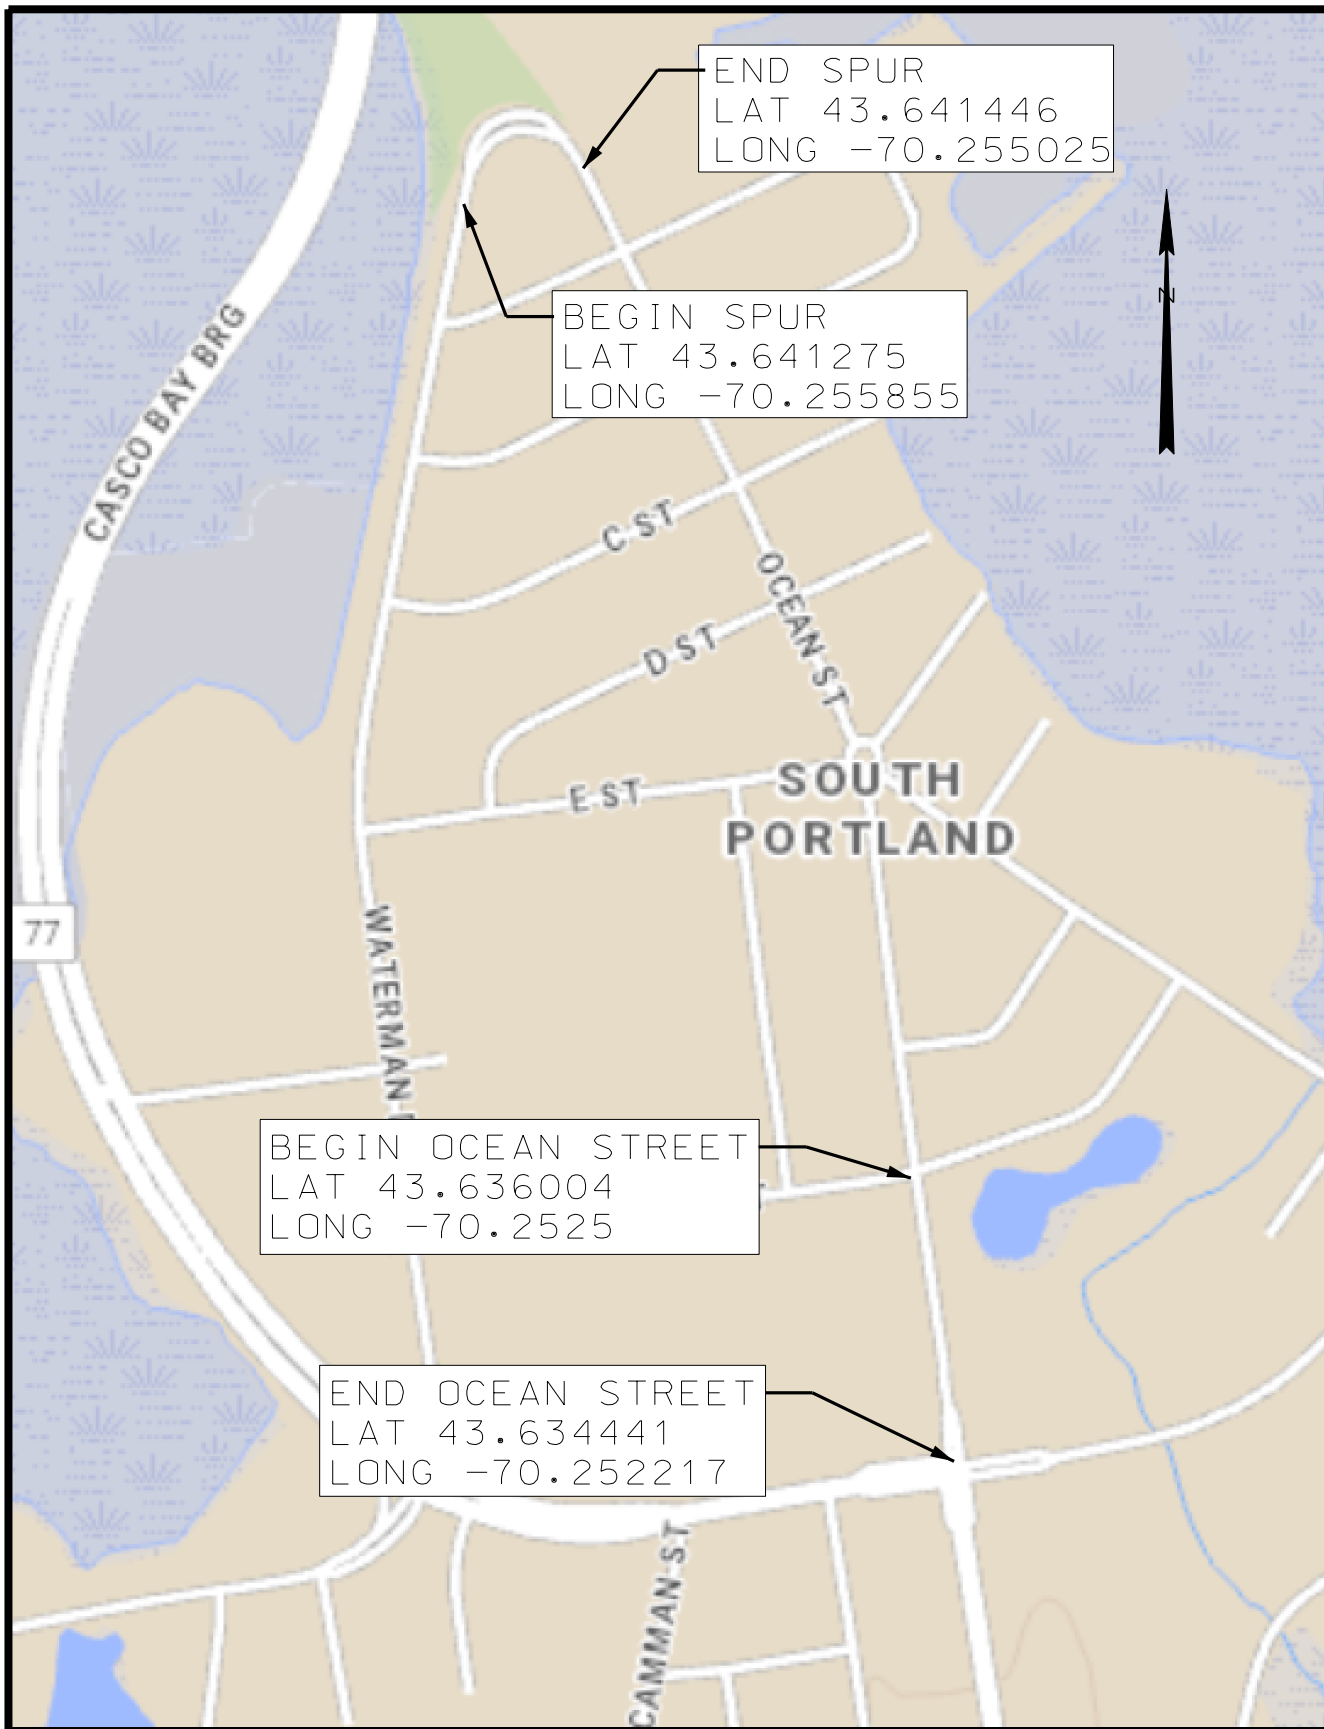 END SPUR
LAT 43.641446
LONG -70.255025
N
BEGIN SPUR
LAT 43.641275
LONG -70.255855
CASCO BAY BRG
C ST
OCEAN ST
D ST
SOUTH
PORTLAND
E ST
77
WATERMAN
BEGIN OCEAN STREET
LAT 43.636004
LONG -70.2525
END OCEAN STREET
LAT 43.634441
LONG -70.252217
CAMMAN ST